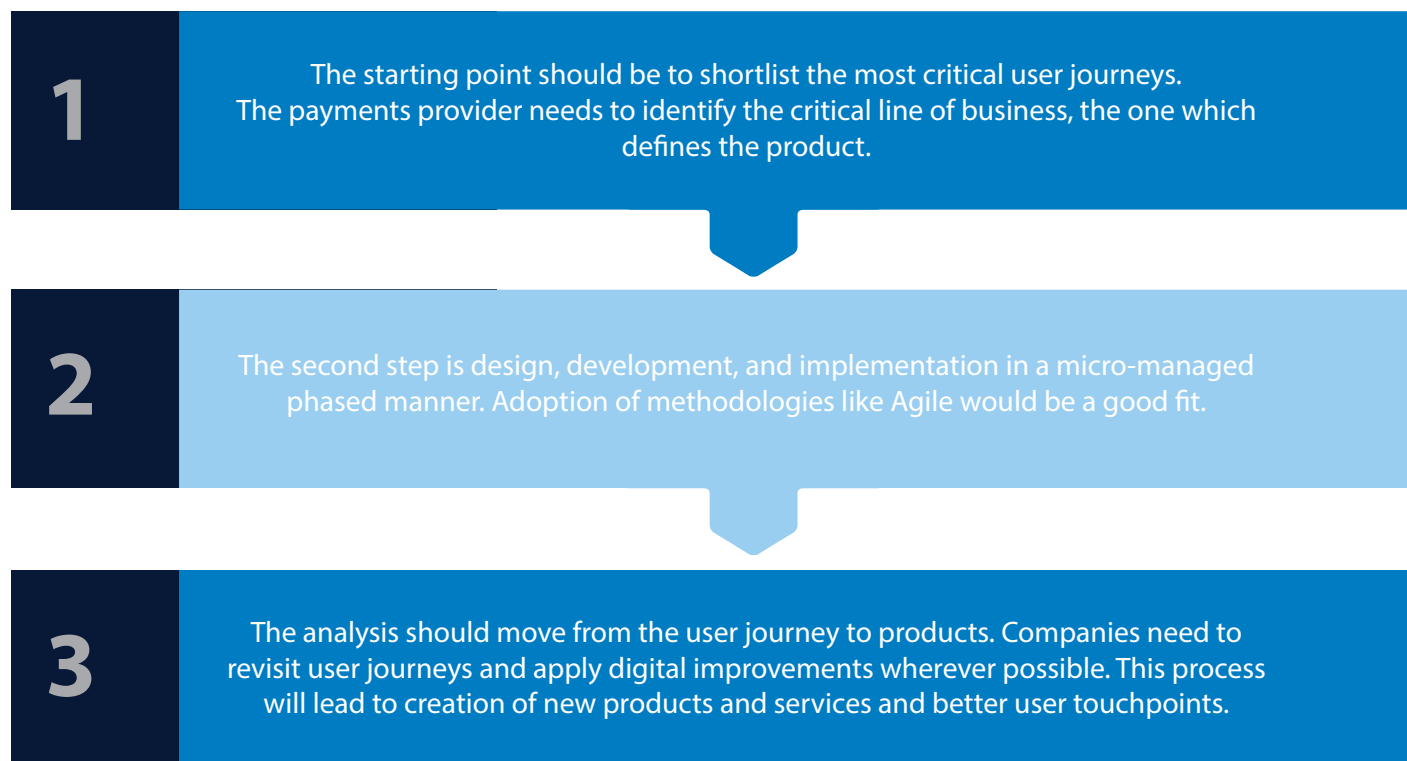 1
The starting point should be to shortlist the most critical user journeys.
The payments provider needs to identify the critical line of business, the one which
defines the product.
2
The second step is design, development, and implementation in a micro-managed
phased manner. Adoption of methodologies like Agile would be a good fit.
3
The analysis should move from the user journey to products. Companies need to
revisit user journeys and apply digital improvements wherever possible. This process
will lead to creation of new products and services and better user touchpoints.